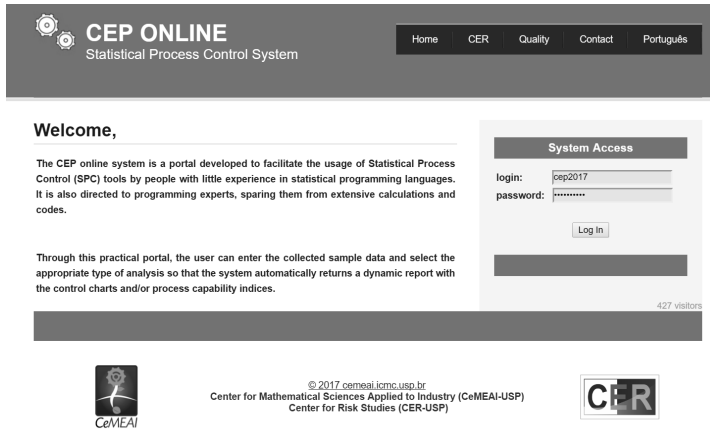 CEP ONLINE
Statistical Process Control System
Home CER Quality Contact Português
Welcome,
The CEP online system is a portal developed to facilitate the usage of Statistical Process
Control (SPC) tools by people with little experience in statistical programming languages.
It is also directed to programming experts, sparing them from extensive calculations and
codes.
Through this practical portal, the user can enter the collected sample data and select the
appropriate type of analysis so that the system automatically returns a dynamic report with
the control charts and/or process capability indices.
System Access
login: cep2017
password: ••••••••••
Log In
427 visitors
CeMEAI
© 2017 cemeai.icmc.usp.br
Center for Mathematical Sciences Applied to Industry (CeMEAI-USP)
Center for Risk Studies (CER-USP)
CER